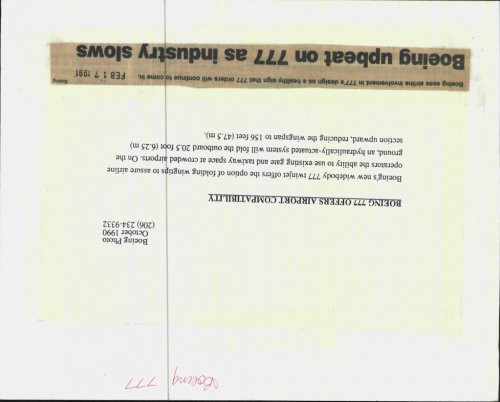 Boeing 777
Boeing Photo
October 1990
(206) 234-9332
BOEING 777 OFFERS AIRPORT COMPATIBILITY
Boeing's new widebody 777 twinjet offers the option of folding wingtips to assure airline
operators the ability to use existing gate and taxiway space at crowded airports. On the
ground, an hydraulically-actuated system will fold the outboard 20.5 foot (6.25 m)
section upward, reducing the wingspan to 156 feet (47.5 m).
Boeing sees airline involvement in 777's design as a healthy sign that 777 orders will continue to come in.
FEB 17 1991
Boeing
Boeing upbeat on 777 as industry slows